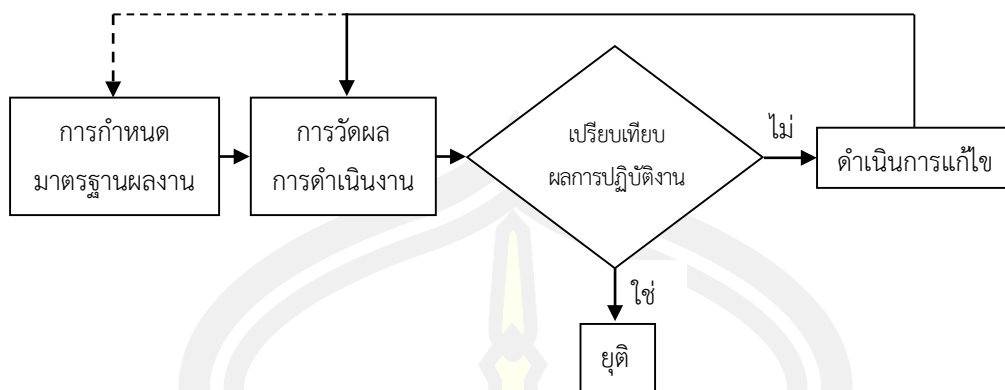 การกำหนด
มาตรฐานผลงาน
การวัดผล
การดำเนินงาน
เปรียบเทียบ
ผลการปฏิบัติงาน
ไม่
ดำเนินการแก้ไข
ใช่
ยุติ